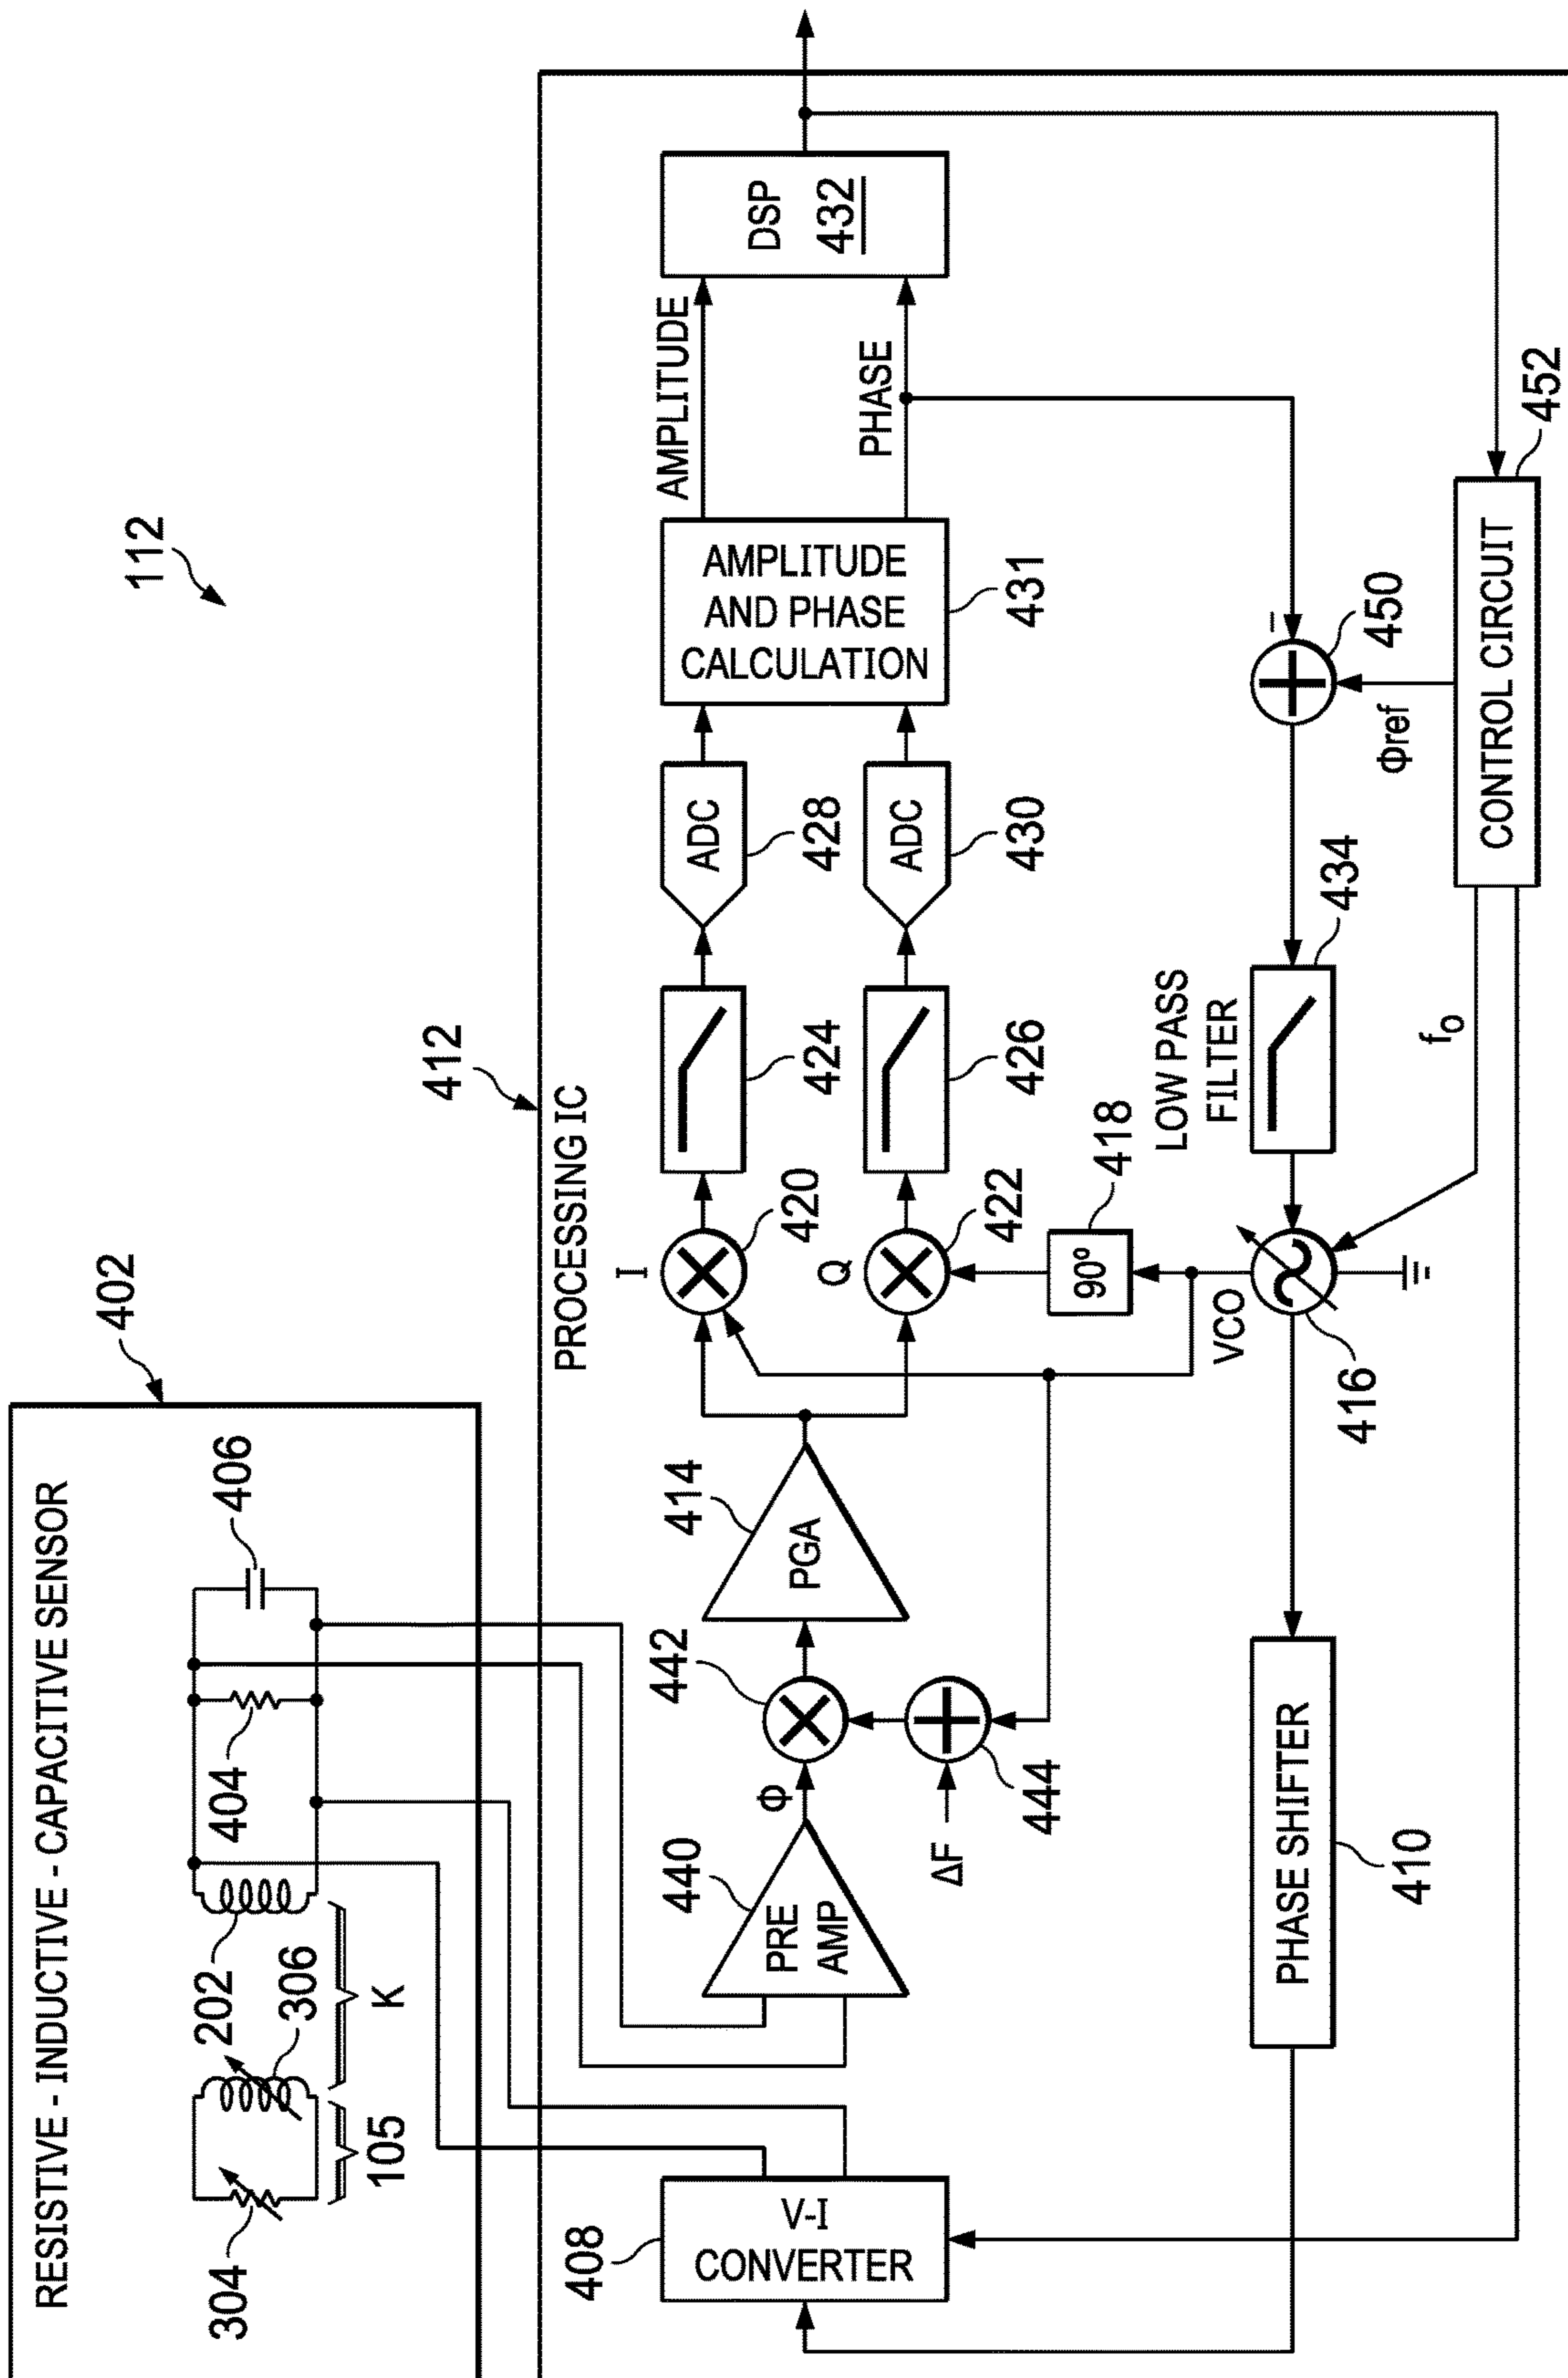 112
402
RESISTIVE - INDUCTIVE - CAPACITIVE SENSOR
304
105
306
K
202
404
406
412
PROCESSING IC
408
V-I
CONVERTER
440
PRE
AMP
Φ
442
ΔF
444
414
PGA
I
420
Q
422
90º
418
424
426
ADC
428
ADC
430
AMPLITUDE
AND PHASE
CALCULATION
431
AMPLITUDE
PHASE
DSP
432
PHASE SHIFTER
410
VCO
416
LOW PASS
FILTER
434
fo
–
450
Φref
CONTROL CIRCUIT
452